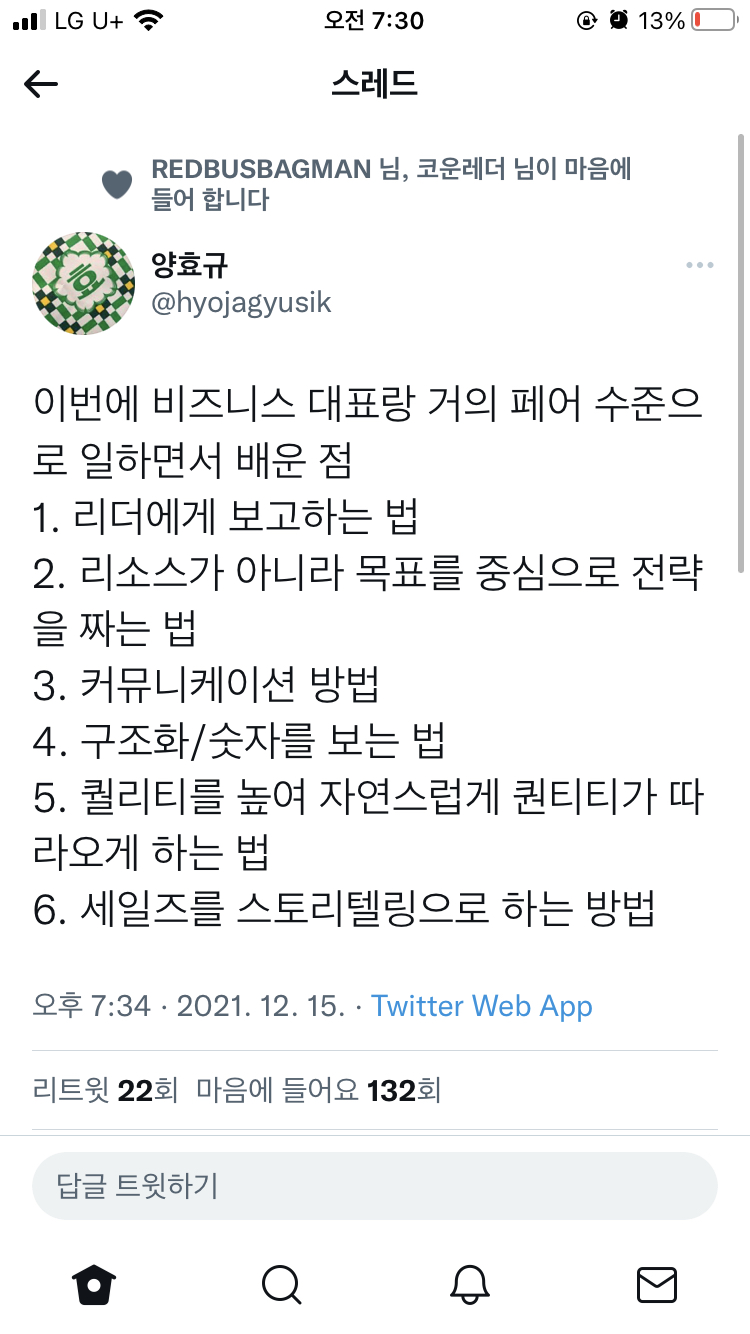 LG U+ 오전 7:30 13%
스레드
REDBUSBAGMAN 님, 코운레더 님이 마음에
들어 합니다
양효규
@hyojagyusik
이번에 비즈니스 대표랑 거의 페어 수준으
로 일하면서 배운 점
1. 리더에게 보고하는 법
2. 리소스가 아니라 목표를 중심으로 전략
을 짜는 법
3. 커뮤니케이션 방법
4. 구조화/숫자를 보는 법
5. 퀄리티를 높여 자연스럽게 퀀티티가 따
라오게 하는 법
6. 세일즈를 스토리텔링으로 하는 방법
오후 7:34 · 2021. 12. 15. · Twitter Web App
리트윗 22회 마음에 들어요 132회
답글 트윗하기